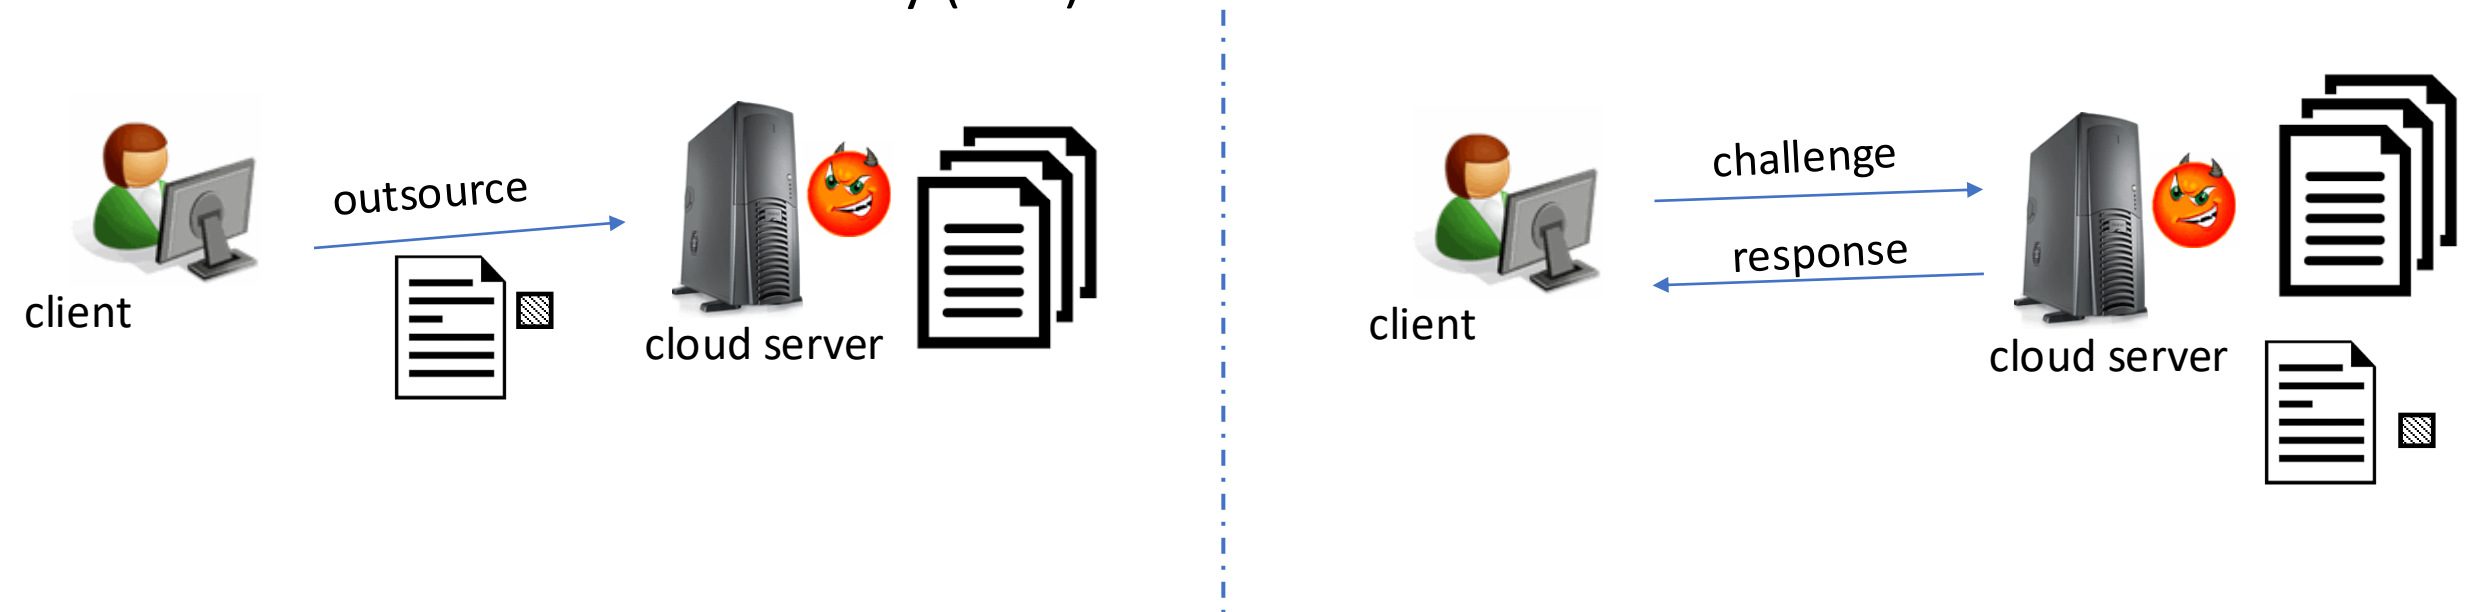 outsource
client
cloud server
challenge
response
client
cloud server